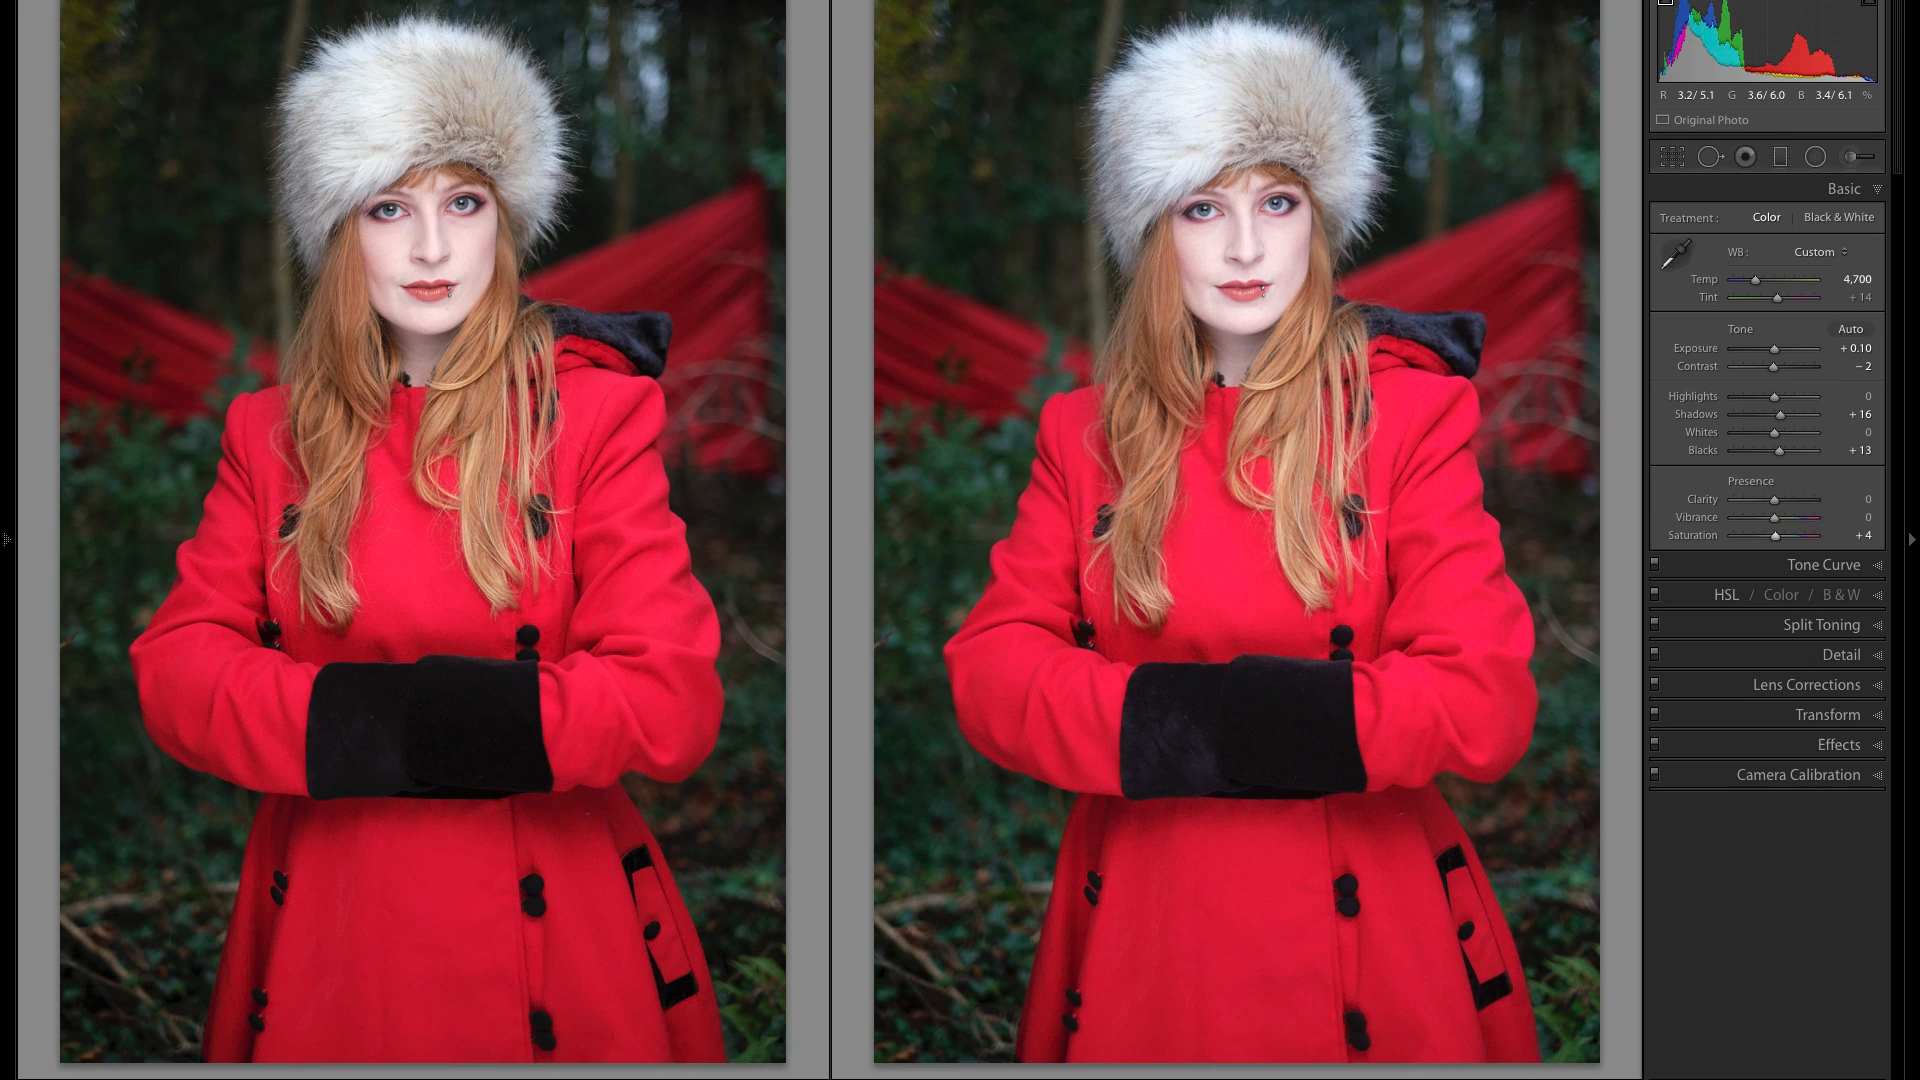 R 3.2/ 5.1 G 3.6/ 6.0 B 3.4/ 6.1 %
Original Photo
Basic
Treatment : Color Black & White
WB : Custom
Temp 4,700
Tint + 14
Tone Auto
Exposure + 0.10
Contrast – 2
Highlights 0
Shadows + 16
Whites 0
Blacks + 13
Presence
Clarity 0
Vibrance 0
Saturation + 4
Tone Curve
HSL / Color / B & W
Split Toning
Detail
Lens Corrections
Transform
Effects
Camera Calibration